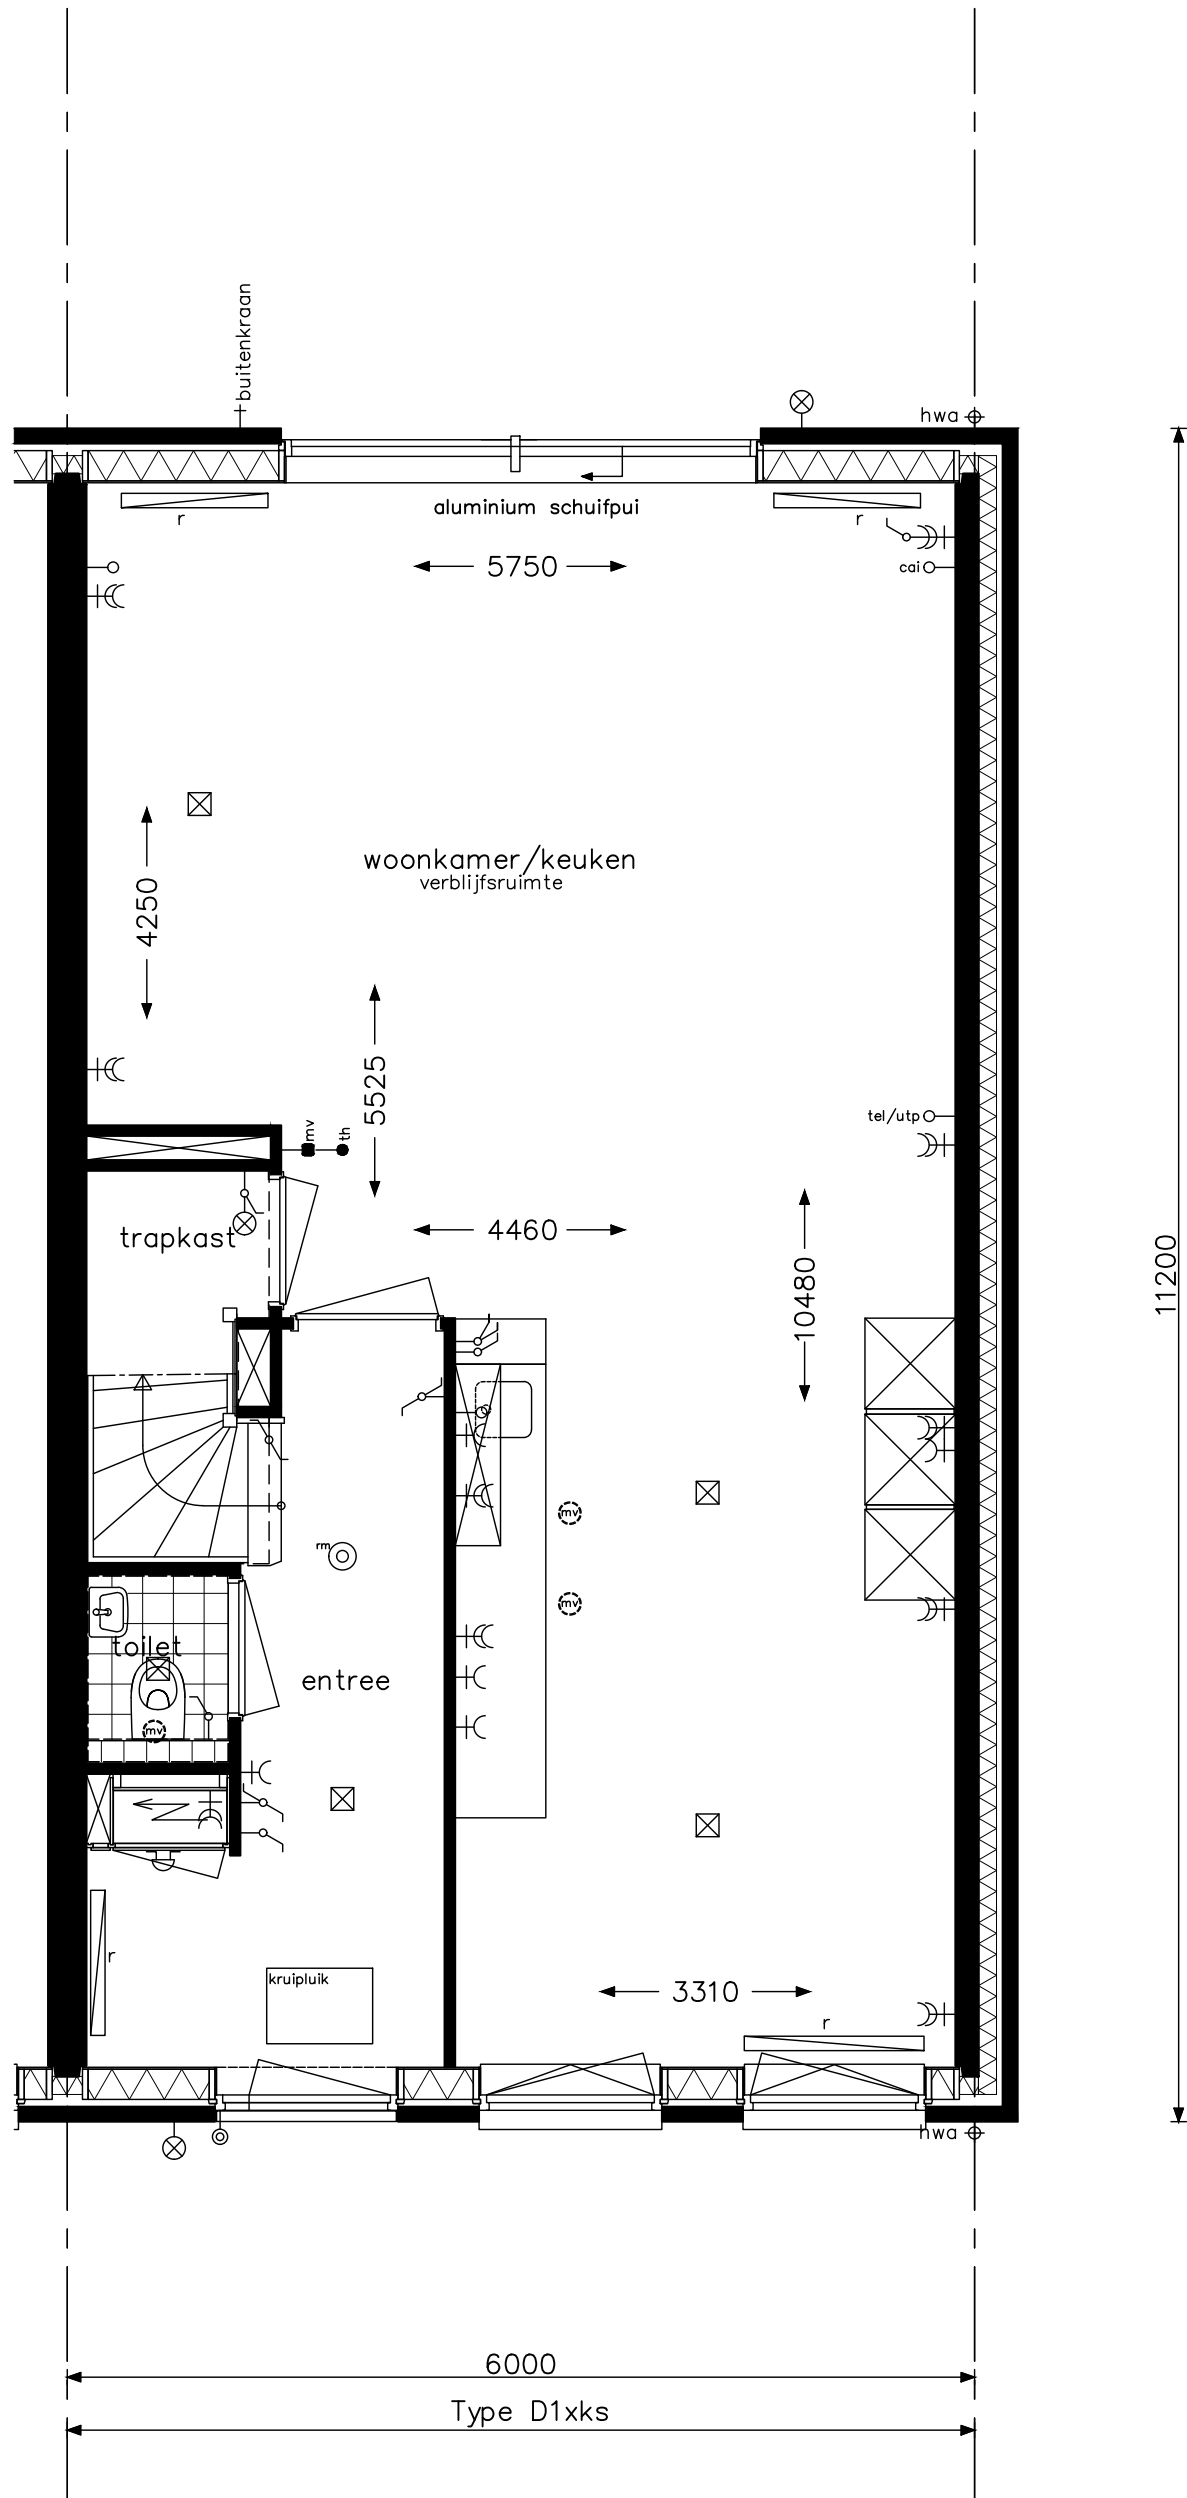 buitenkraan
hwa
aluminium schuifpui
r
r
5750
cai
woonkamer/keuken
verblijfsruimte
4250
5525
tel/utp
mv
th
trapkast
4460
10480
11200
mv
rm
mv
toilet
entree
mv
r
kruipluik
3310
r
hwa
6000
Type D1xks